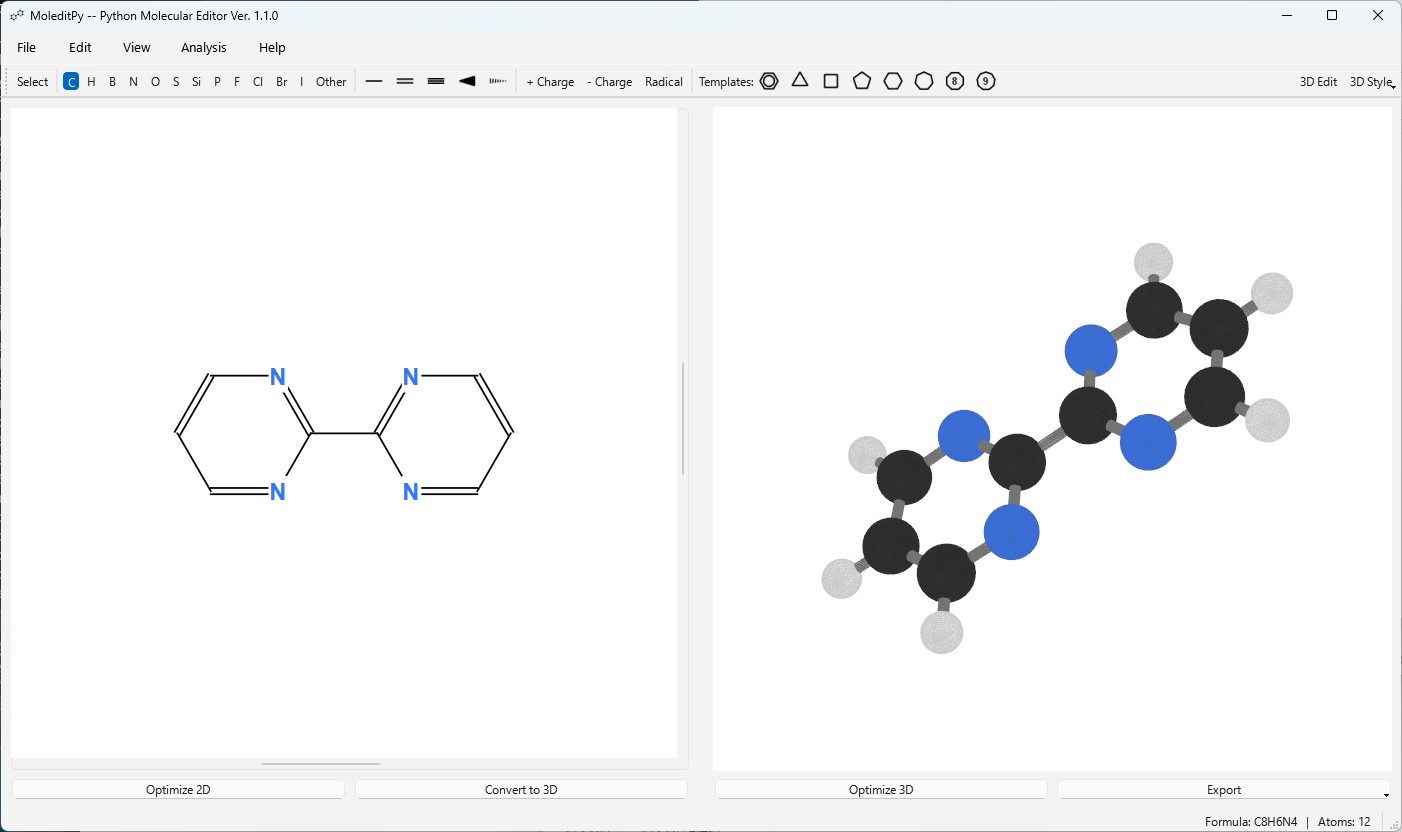 MoleditPy -- Python Molecular Editor Ver. 1.1.0
File Edit View Analysis Help
Select C H B N O S Si P F Cl Br I Other + Charge - Charge Radical Templates: 8 9 3D Edit 3D Style
N N
N N
Optimize 2D Convert to 3D Optimize 3D Export
Formula: C8H6N4 | Atoms: 12